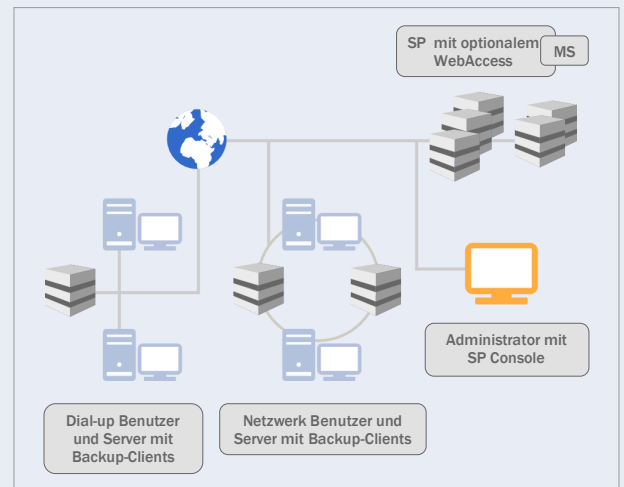 SP mit optionalem
WebAccess
MS
Administrator mit
SP Console
Dial-up Benutzer
und Server mit
Backup-Clients
Netzwerk Benutzer und
Server mit Backup-Clients